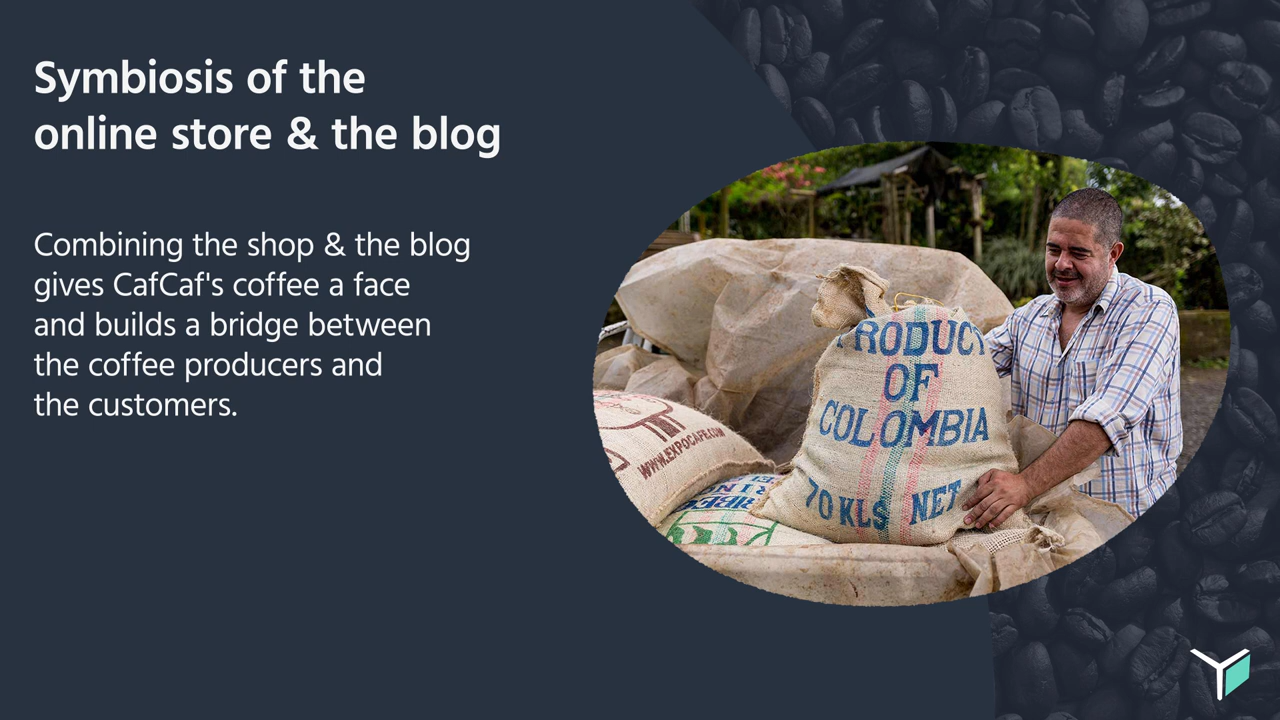 Symbiosis of the
online store & the blog
Combining the shop & the blog
gives CafCaf's coffee a face
and builds a bridge between
the coffee producers and
the customers.
PRODUCT
OF
COLOMBIA
70 KLS NET
WWW.EXPOCAFE.COM